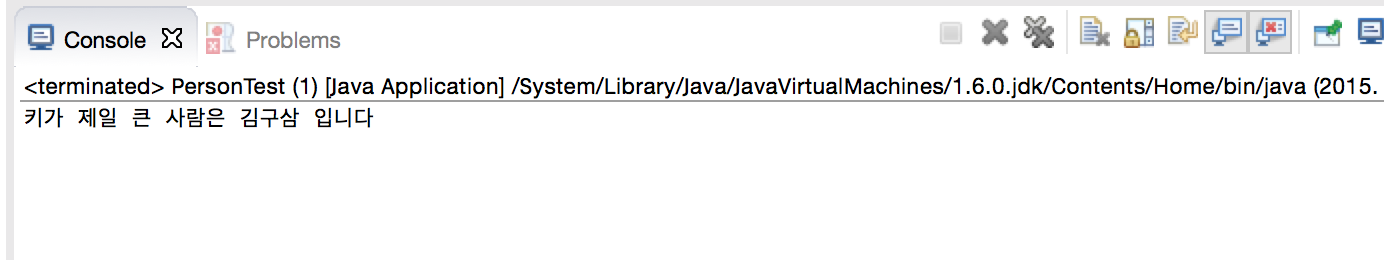 Console Problems
<terminated> PersonTest (1) [Java Application] /System/Library/Java/JavaVirtualMachines/1.6.0.jdk/Contents/Home/bin/java (2015.
키가 제일 큰 사람은 김구삼 입니다